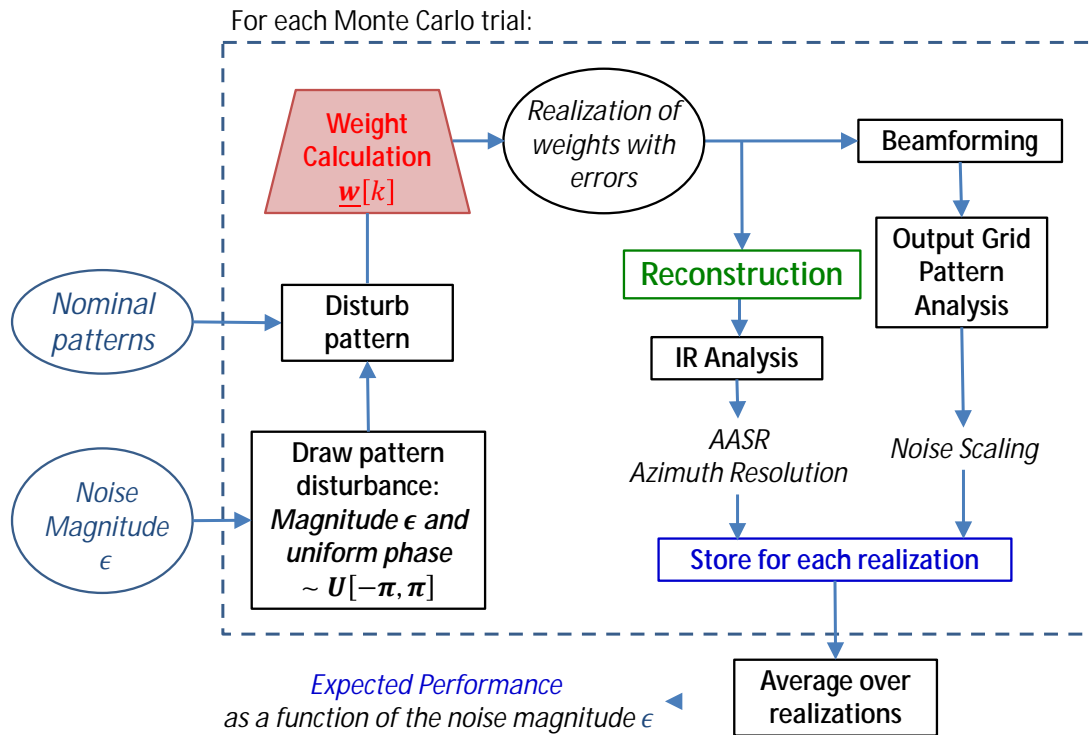 For each Monte Carlo trial:
Weight
Calculation
w[k]
Realization of
weights with
errors
Beamforming
Output Grid
Pattern
Analysis
Reconstruction
Nominal
patterns
Disturb
pattern
IR Analysis
AASR
Azimuth Resolution
Noise Scaling
Noise
Magnitude
ϵ
Draw pattern
disturbance:
Magnitude ϵ and
uniform phase
~ U[-π, π]
Store for each realization
Average over
realizations
Expected Performance
as a function of the noise magnitude ϵ